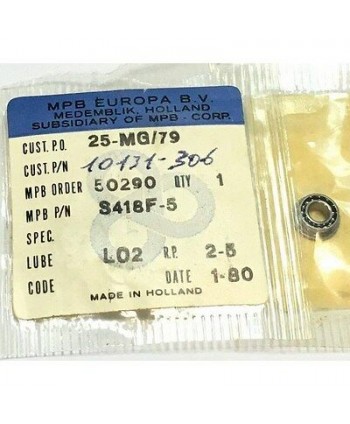 MPB EUROPA B.V.
MEDEMBLIK, HOLLAND
SUBSIDIARY OF MPB - CORP.
CUST. P.O. 25-MG/79
CUST. P/N 10131-306
MPB ORDER 50290 QTY 1
MPB P/N S418F-5
SPEC.
LUBE L02 R.P. 2-5
CODE DATE 1-80
MADE IN HOLLAND